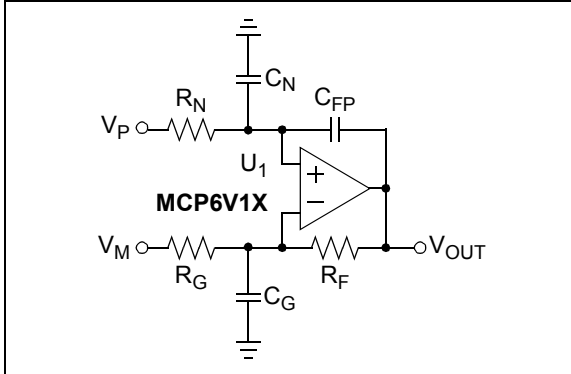 C_N
R_N
C_FP
V_P
U_1
+
MCP6V1X
−
V_M
V_OUT
R_G
R_F
C_G